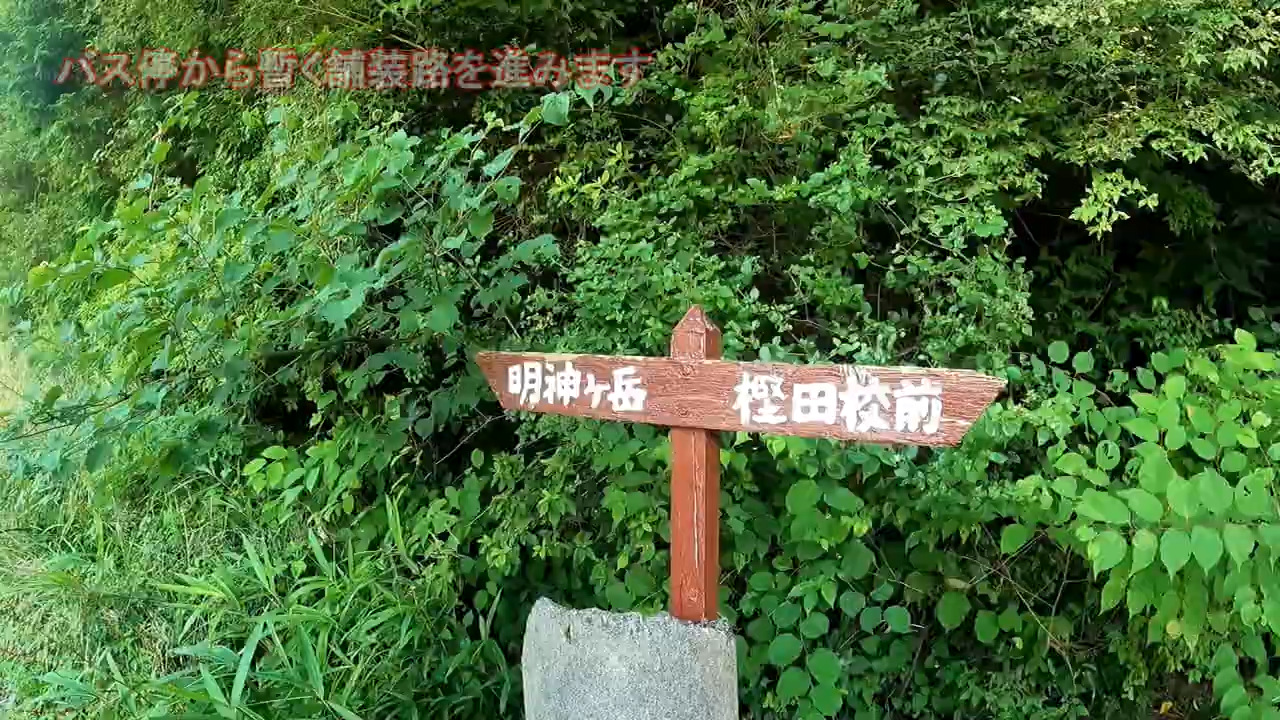 バス停から暫く舗装路を進みます
明神ヶ岳
樫田校前